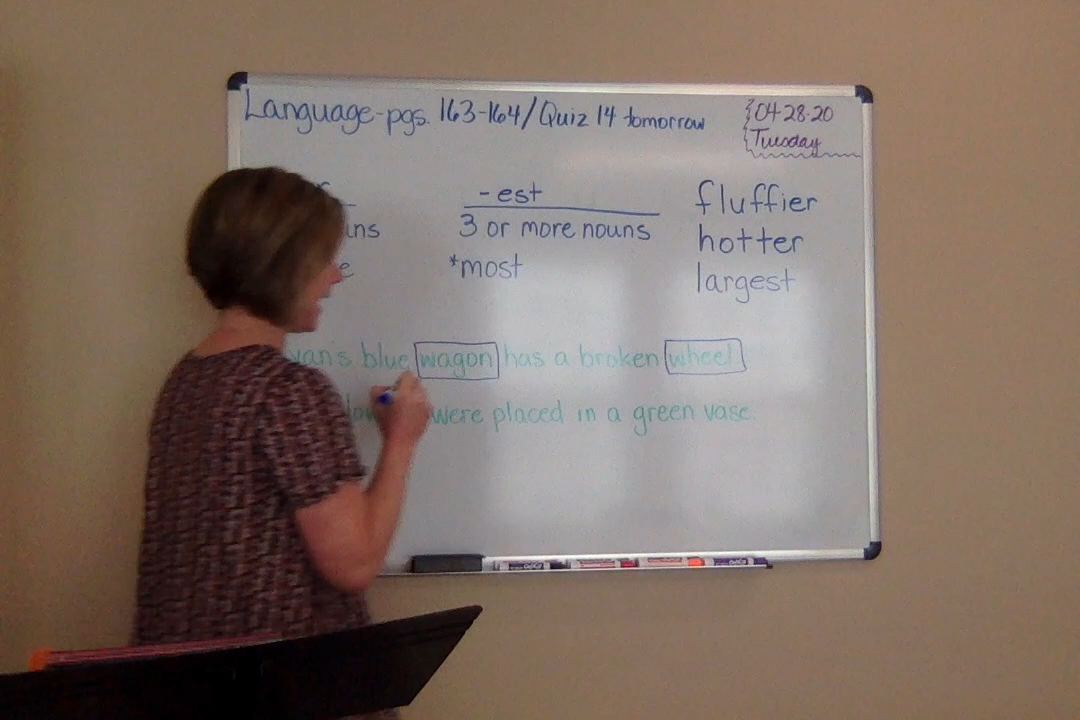 Language-pgs. 163-164/Quiz 14 tomorrow
04-28-20
Tuesday
-est
3 or more nouns
*most
fluffier
hotter
largest
blue wagon has a broken wheel
were placed in a green vase.